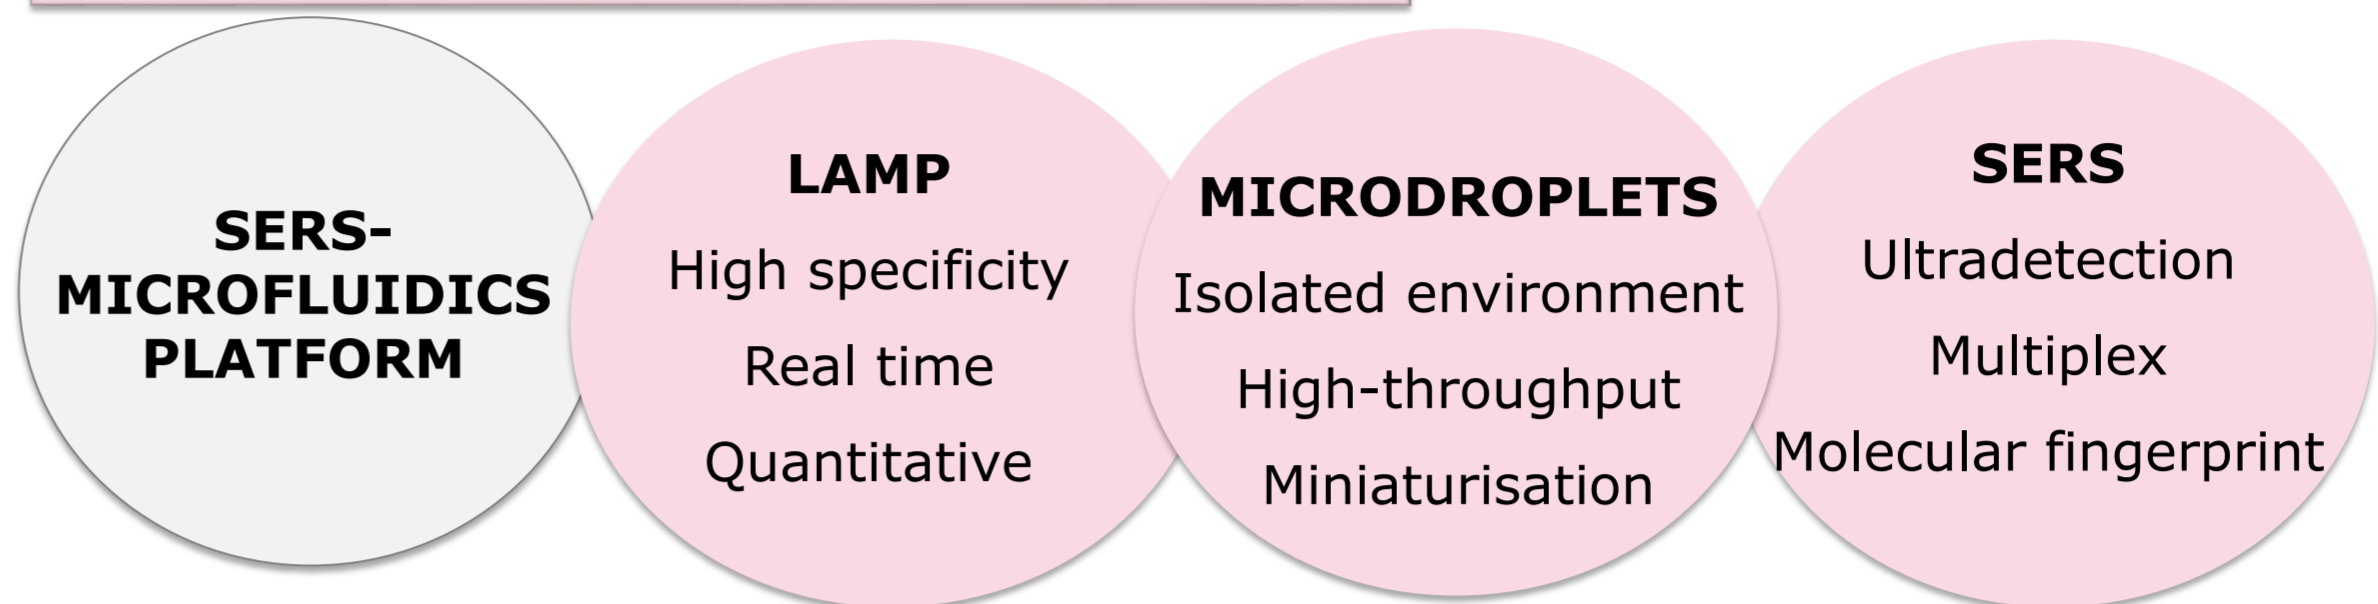 SERS-
MICROFLUIDICS
PLATFORM
LAMP
High specificity
Real time
Quantitative
MICRODROPLETS
Isolated environment
High-throughput
Miniaturisation
SERS
Ultradetection
Multiplex
Molecular fingerprint